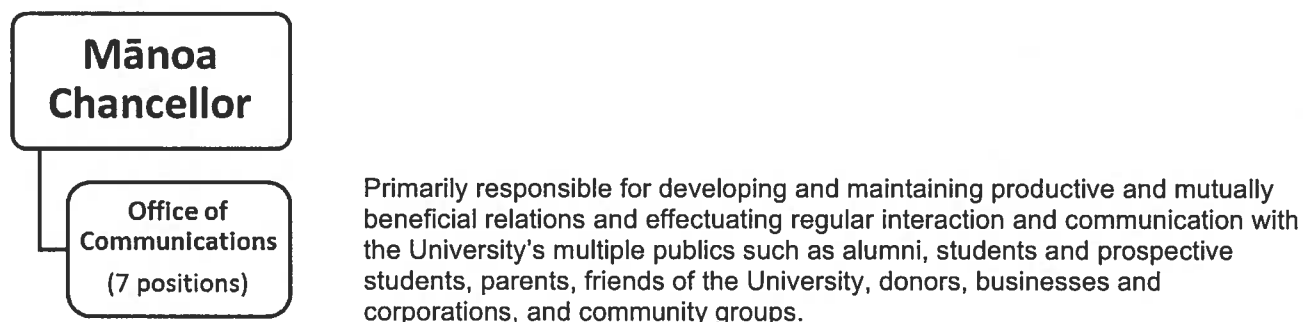 Mānoa
Chancellor
Office of
Communications
(7 positions)
Primarily responsible for developing and maintaining productive and mutually
beneficial relations and effectuating regular interaction and communication with
the University's multiple publics such as alumni, students and prospective
students, parents, friends of the University, donors, businesses and
corporations, and community groups.